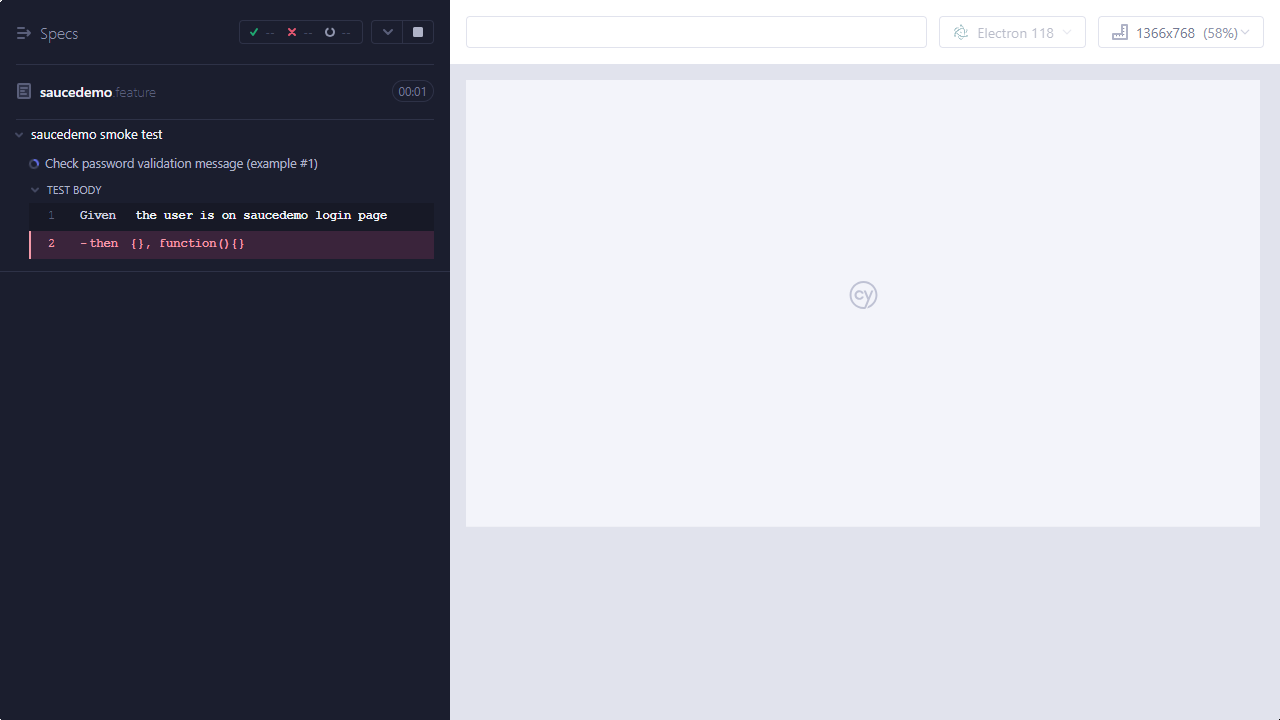 Specs
--
--
--
saucedemo.feature
00:01
saucedemo smoke test
Check password validation message (example #1)
TEST BODY
1 Given the user is on saucedemo login page
2 -then {}, function(){}
Electron 118
1366x768 (58%)
cy